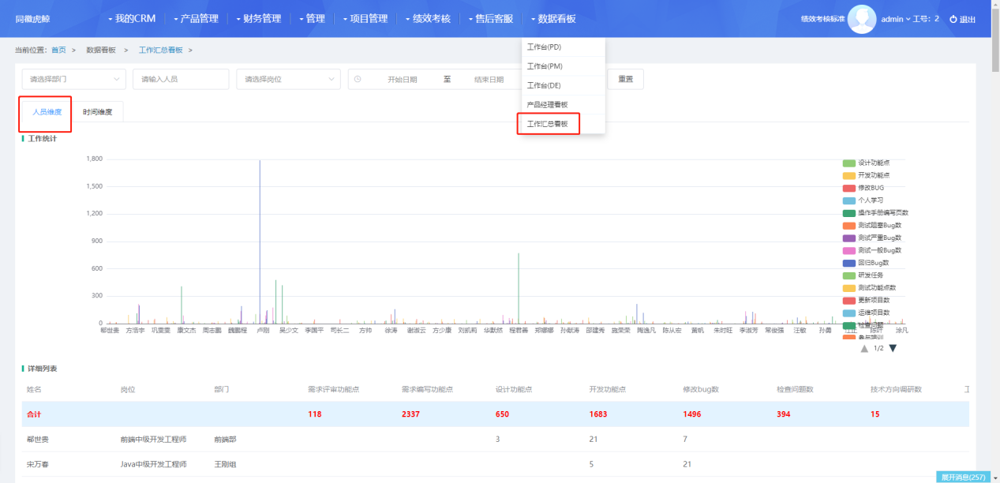 同徽虎鲸 我的CRM 产品管理 财务管理 管理 项目管理 绩效考核 售后客服 数据看板 绩效考核标准 admin 工号：2 退出
当前位置： 首页 > 数据看板 > 工作汇总看板 >
工作台(PD)
工作台(PM)
工作台(DE)
产品经理看板
工作汇总看板
请选择部门 请输入人员 请选择岗位 开始日期 至 结束日期 重置
人员维度 时间维度
工作统计
1,800
1,500
1,200
900
600
300
0
郗世贵 方浩宇 巩雯雯 康文杰 周志鹏 魏鹏程 卢刚 吴少文 李国平 司长二 方帅 徐涛 谢淑云 方少康 刘凯莉 华默然 程君善 郑娜娜 孙献涛 邵建秀 施荣荣 陶逸凡 陈从宏 黄帆 朱时旺 李淑芳 常俊强 汪敏 孙勇 陈叶 涂凡
设计功能点
开发功能点
修改BUG
个人学习
操作手册编写页数
测试阻塞Bug数
测试严重Bug数
测试一般Bug数
回归Bug数
研发任务
测试功能点数
更新项目数
运维项目数
检查问题
参与培训
1/2
详细列表
姓名 岗位 部门 需求评审功能点 需求编写功能点 设计功能点 开发功能点 修改bug数 检查问题数 技术方向调研数
合计 118 2337 650 1683 1496 394 15
郗世贵 前端中级开发工程师 前端部 3 21 7
宋万春 Java中级开发工程师 王刚组 5 21
展开消息(257)